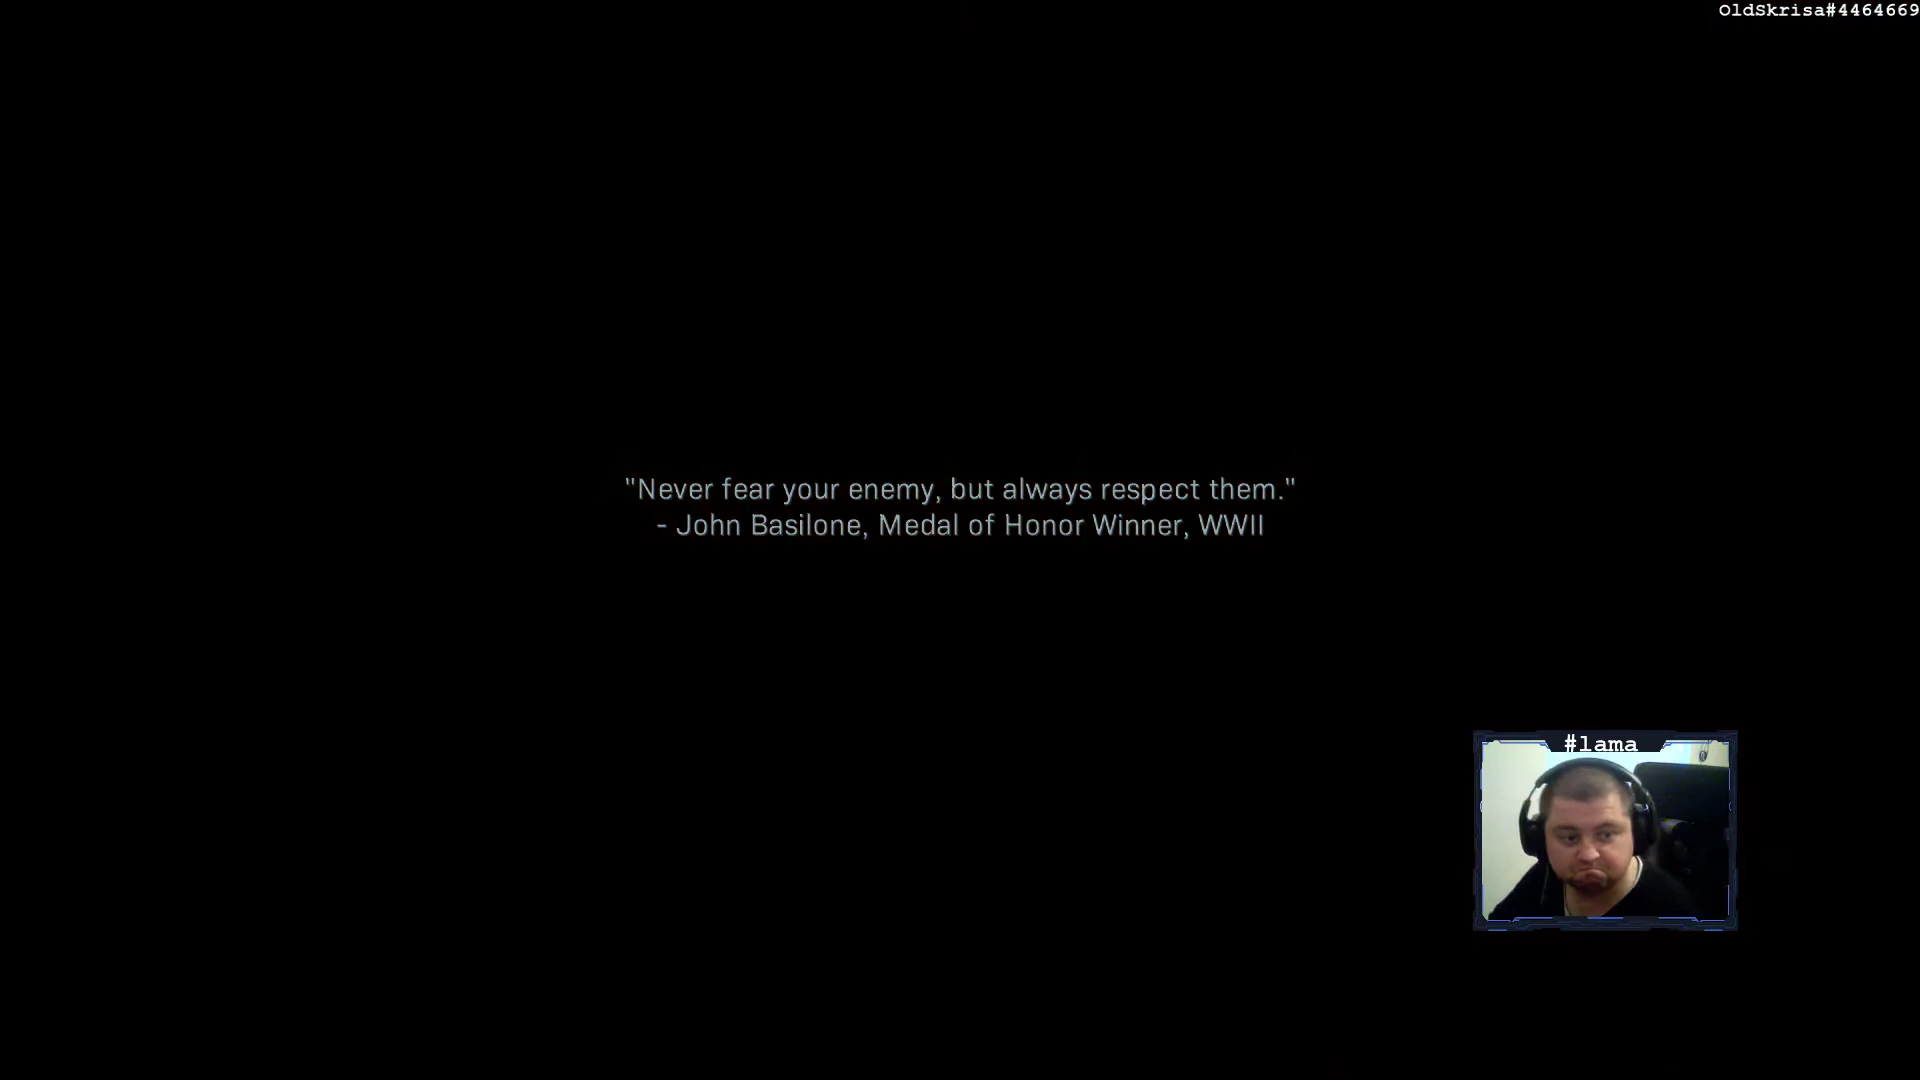 OldSkrisa#4464669
"Never fear your enemy, but always respect them."
- John Basilone, Medal of Honor Winner, WWII
#lama